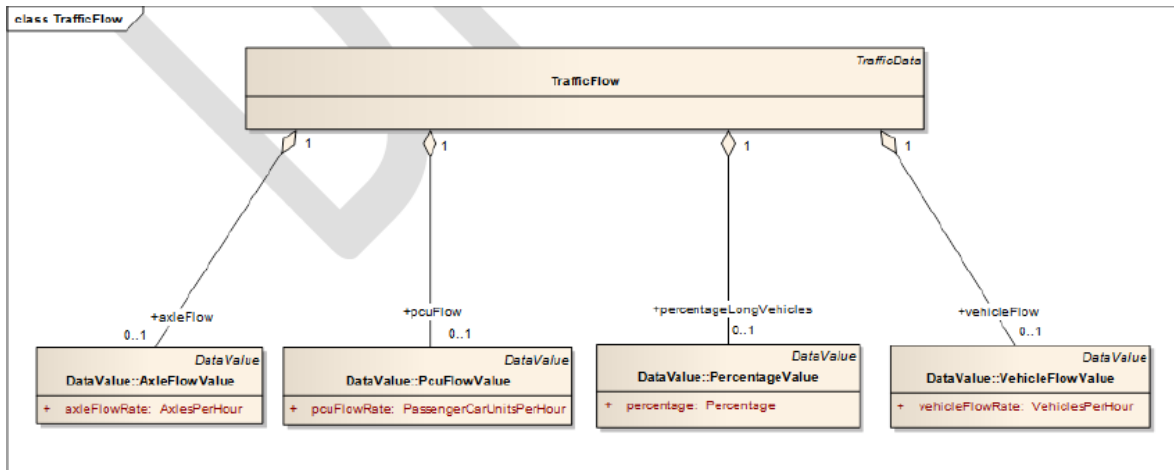 class TrafficFlow
TrafficData
TrafficFlow
1
1
1
1
+axleFlow
+pcuFlow
+percentageLongVehicles
+vehicleFlow
0..1
0..1
0..1
0..1
DataValue
DataValue::AxleFlowValue
+ axleFlowRate: AxlesPerHour
DataValue
DataValue::PcuFlowValue
+ pcuFlowRate: PassengerCarUnitsPerHour
DataValue
DataValue::PercentageValue
+ percentage: Percentage
DataValue
DataValue::VehicleFlowValue
+ vehicleFlowRate: VehiclesPerHour